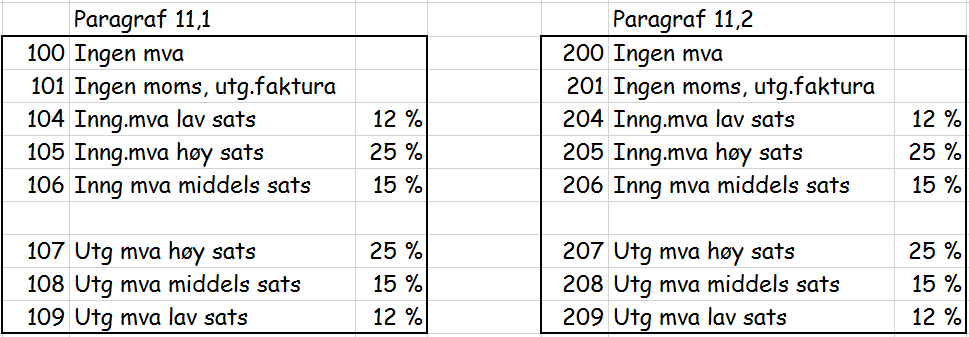 Paragraf 11,1
100 Ingen mva
101 Ingen moms, utg.faktura
104 Inng.mva lav sats 12 %
105 Inng.mva høy sats 25 %
106 Inng mva middels sats 15 %
107 Utg mva høy sats 25 %
108 Utg mva middels sats 15 %
109 Utg mva lav sats 12 %
Paragraf 11,2
200 Ingen mva
201 Ingen moms, utg.faktura
204 Inng.mva lav sats 12 %
205 Inng.mva høy sats 25 %
206 Inng mva middels sats 15 %
207 Utg mva høy sats 25 %
208 Utg mva middels sats 15 %
209 Utg mva lav sats 12 %